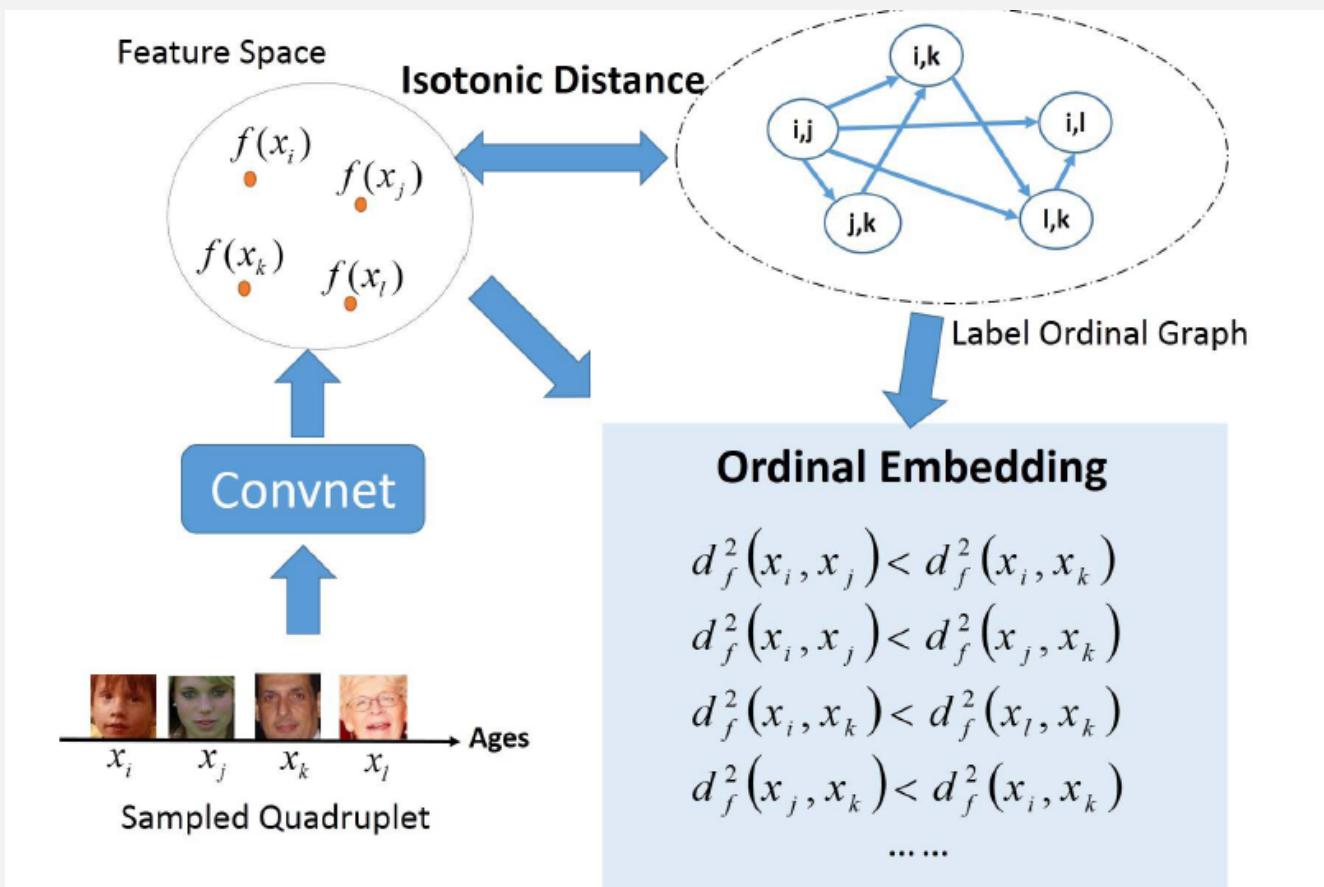 Feature Space
Isotonic Distance
f(x_i)
f(x_j)
f(x_k)
f(x_l)
i,k
i,j
i,l
j,k
l,k
Label Ordinal Graph
Convnet
Ordinal Embedding
d_f^2(x_i, x_j) < d_f^2(x_i, x_k)
d_f^2(x_i, x_j) < d_f^2(x_j, x_k)
d_f^2(x_i, x_k) < d_f^2(x_l, x_k)
d_f^2(x_j, x_k) < d_f^2(x_i, x_k)
... ...
Ages
x_i x_j x_k x_l
Sampled Quadruplet